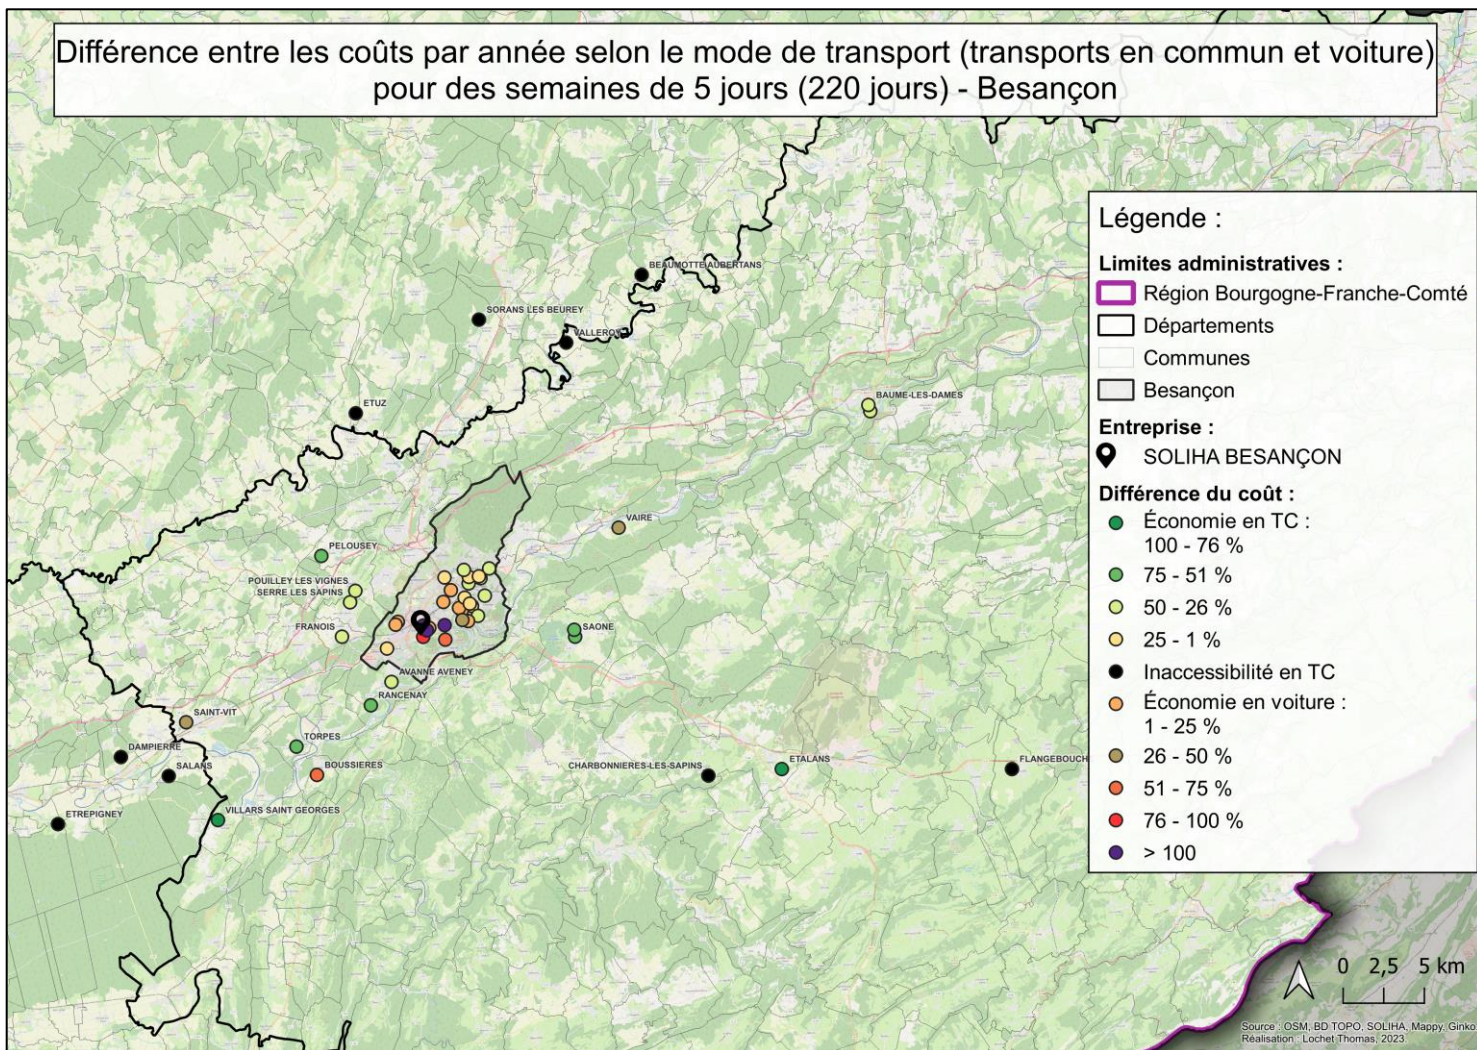 Différence entre les coûts par année selon le mode de transport (transports en commun et voiture)
pour des semaines de 5 jours (220 jours) - Besançon
Légende :
Limites administratives :
Région Bourgogne-Franche-Comté
Départements
Communes
Besançon
Entreprise :
SOLIHA BESANÇON
Différence du coût :
Économie en TC :
100 - 76 %
75 - 51 %
50 - 26 %
25 - 1 %
Inaccessibilité en TC
Économie en voiture :
1 - 25 %
26 - 50 %
51 - 75 %
76 - 100 %
> 100
BEAUMOTTE AUBERTANS
SORANS LES BEUREY
VALLEROY
ETUZ
BAUME-LES-DAMES
VAIRE
PELOUSEY
POUILLEY LES VIGNES
SERRE LES SAPINS
FRANOIS
SAONE
AVANNE AVENEY
RANCENAY
SAINT-VIT
TORPES
DAMPIERRE
BOUSSIERES
SALANS
CHARBONNIERES-LES-SAPINS
ETALANS
FLANGEBOUCH
VILLARS SAINT GEORGES
ETREPIGNEY
0 2,5 5 km
Source : OSM, BD TOPO, SOLIHA, Mappy, Ginko
Réalisation : Lochet Thomas, 2023